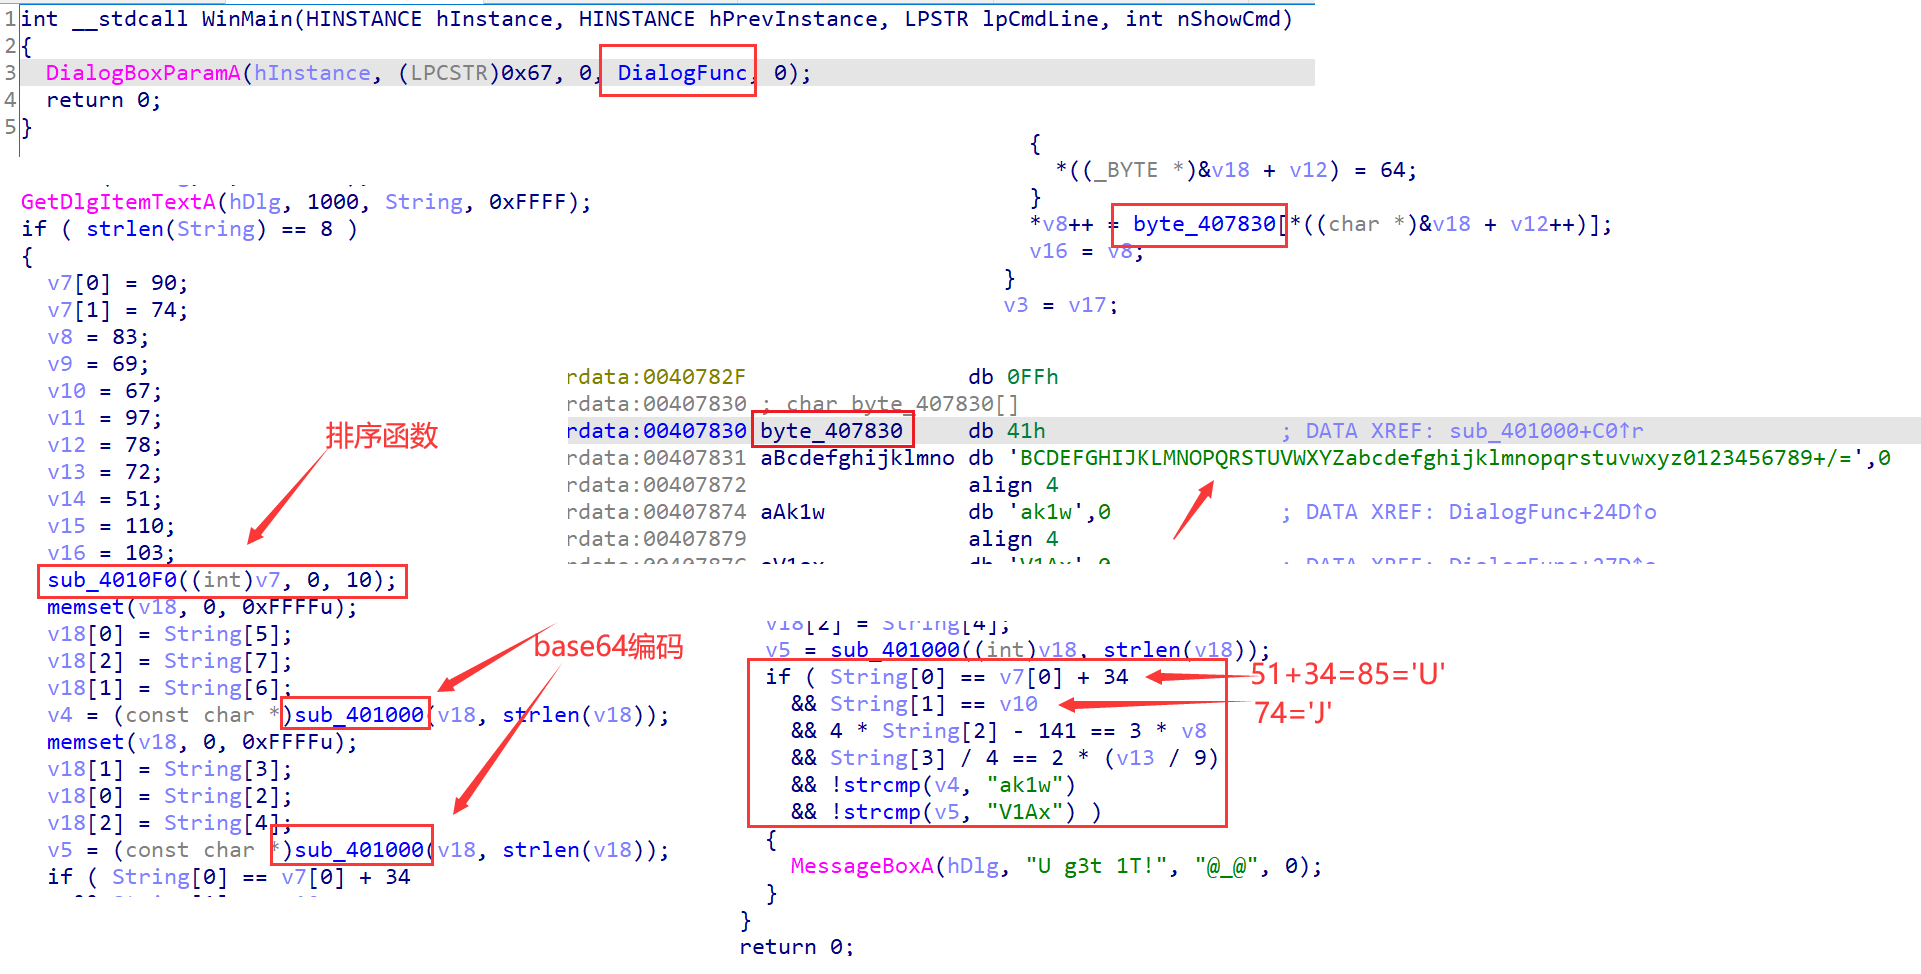 1 int __stdcall WinMain(HINSTANCE hInstance, HINSTANCE hPrevInstance, LPSTR lpCmdLine, int nShowCmd)
2 {
3 DialogBoxParamA(hInstance, (LPCSTR)0x67, 0, DialogFunc, 0);
4 return 0;
5 }
GetDlgItemTextA(hDlg, 1000, String, 0xFFFF);
if ( strlen(String) == 8 )
{
v7[0] = 90;
v7[1] = 74;
v8 = 83;
v9 = 69;
v10 = 67;
v11 = 97;
v12 = 78;
v13 = 72;
v14 = 51;
v15 = 110;
v16 = 103;
排序函数
sub_4010F0((int)v7, 0, 10);
memset(v18, 0, 0xFFFFu);
v18[0] = String[5];
v18[2] = String[7];
v18[1] = String[6];
base64编码
v4 = (const char *)sub_401000(v18, strlen(v18));
memset(v18, 0, 0xFFFFu);
v18[1] = String[3];
v18[0] = String[2];
v18[2] = String[4];
v5 = (const char *)sub_401000(v18, strlen(v18));
if ( String[0] == v7[0] + 34
{
*((_BYTE *)&v18 + v12) = 64;
}
*v8++ = byte_407830[*((char *)&v18 + v12++)];
v16 = v8;
}
v3 = v17;
rdata:0040782F db 0FFh
rdata:00407830 ; char byte_407830[]
rdata:00407830 byte_407830 db 41h ; DATA XREF: sub_401000+C0↑r
rdata:00407831 aBcdefghijklmno db 'BCDEFGHIJKLMNOPQRSTUVWXYZabcdefghijklmnopqrstuvwxyz0123456789+/=',0
rdata:00407872 align 4
rdata:00407874 aAk1w db 'ak1w',0 ; DATA XREF: DialogFunc+24D↑o
rdata:00407879 align 4
v18[2] = String[4];
v5 = sub_401000((int)v18, strlen(v18));
if ( String[0] == v7[0] + 34
51+34=85='U'
&& String[1] == v10
74='J'
&& 4 * String[2] - 141 == 3 * v8
&& String[3] / 4 == 2 * (v13 / 9)
&& !strcmp(v4, "ak1w")
&& !strcmp(v5, "V1Ax") )
{
MessageBoxA(hDlg, "U g3t 1T!", "@_@", 0);
}
}
return 0;